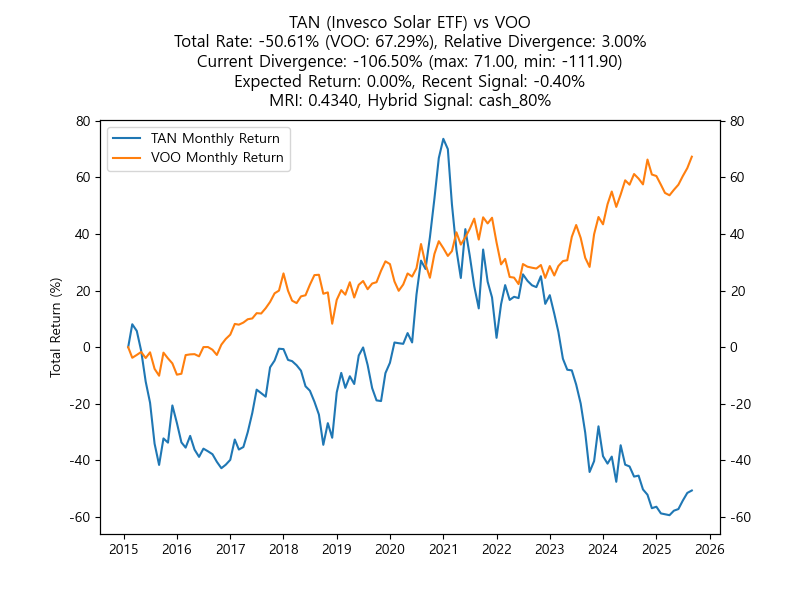 TAN (Invesco Solar ETF) vs VOO
Total Rate: -50.61% (VOO: 67.29%), Relative Divergence: 3.00%
Current Divergence: -106.50% (max: 71.00, min: -111.90)
Expected Return: 0.00%, Recent Signal: -0.40%
MRI: 0.4340, Hybrid Signal: cash_80%
TAN Monthly Return
VOO Monthly Return
Total Return (%)
80
60
40
20
0
-20
-40
-60
80
60
40
20
0
-20
-40
-60
2015 2016 2017 2018 2019 2020 2021 2022 2023 2024 2025 2026